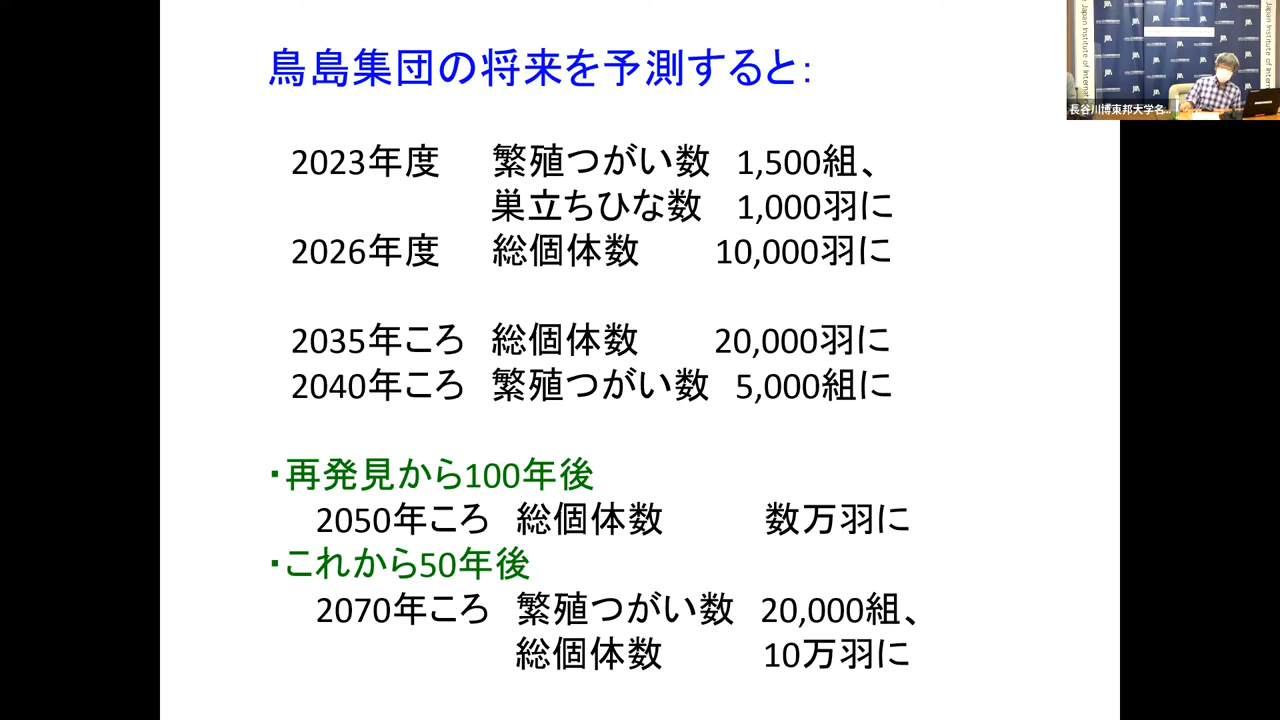 鳥島集団の将来を予測すると:
2023年度 繁殖つがい数 1,500組、
巣立ちひな数 1,000羽に
2026年度 総個体数 10,000羽に
2035年ころ 総個体数 20,000羽に
2040年ころ 繁殖つがい数 5,000組に
・再発見から100年後
2050年ころ 総個体数 数万羽に
・これから50年後
2070年ころ 繁殖つがい数 20,000組、
総個体数 10万羽に
Japan Institute of Internat
長谷川博東邦大学名...
Japan Institute of Interna